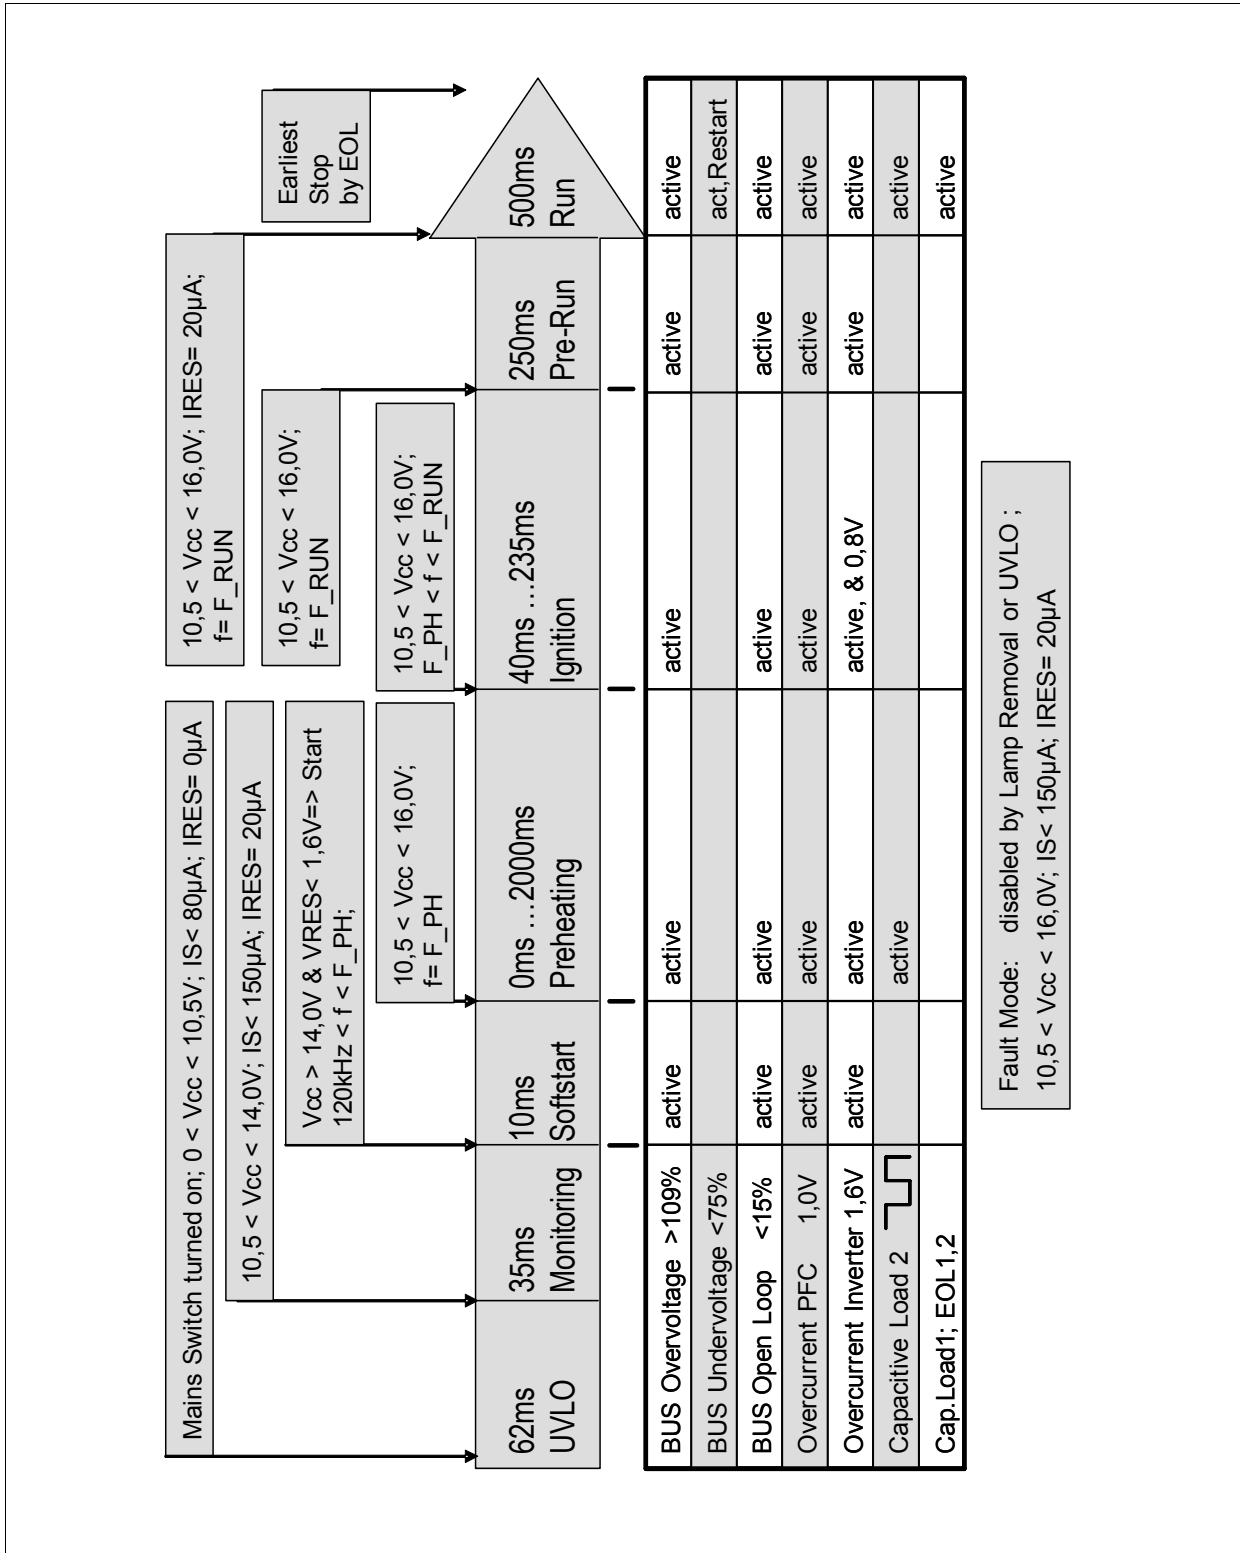 Mains Switch turned on; 0 < Vcc < 10,5V; IS< 80µA; IRES= 0µA
10,5 < Vcc < 14,0V; IS< 150µA; IRES= 20µA
Vcc > 14,0V & VRES< 1,6V=> Start
120kHz < f < F_PH;
10,5 < Vcc < 16,0V;
f= F_PH
10,5 < Vcc < 16,0V; IRES= 20µA;
f= F_RUN
10,5 < Vcc < 16,0V;
f= F_RUN
10,5 < Vcc < 16,0V;
F_PH < f < F_RUN
Earliest
Stop
by EOL
62ms
UVLO
35ms
Monitoring
10ms
Softstart
0ms ...2000ms
Preheating
40ms ...235ms
Ignition
250ms
Pre-Run
500ms
Run
BUS Overvoltage >109% active active active active active
BUS Undervoltage <75% act,Restart
BUS Open Loop <15% active active active active active
Overcurrent PFC 1,0V active active active active active
Overcurrent Inverter 1,6V active active active, & 0,8V active active
Capacitive Load 2 active active
Cap.Load1; EOL1,2 active
Fault Mode: disabled by Lamp Removal or UVLO ;
10,5 < Vcc < 16,0V; IS< 150µA; IRES= 20µA